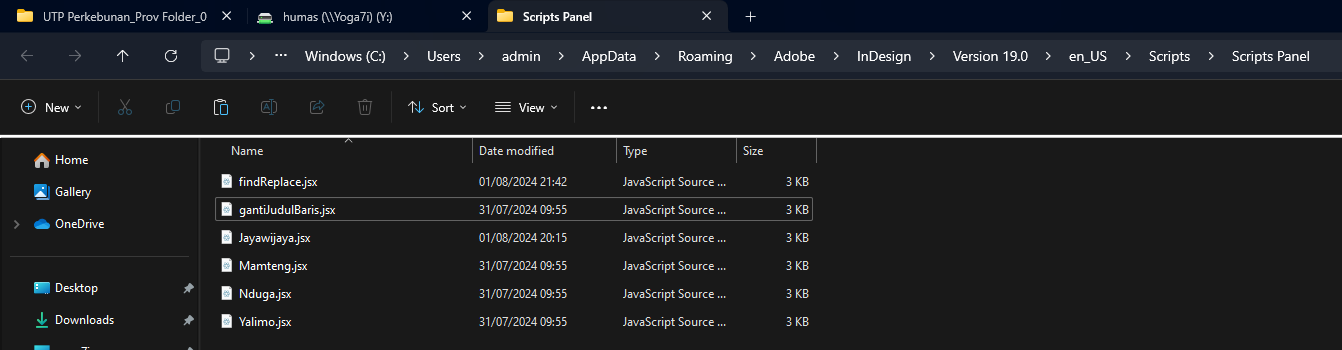 UTP Perkebunan_Prov Folder_0
humas (\\Yoga7i) (Y:)
Scripts Panel
Windows (C:) Users admin AppData Roaming Adobe InDesign Version 19.0 en_US Scripts Scripts Panel
New Sort View
Name Date modified Type Size
Home
Gallery
OneDrive
Desktop
Downloads
findReplace.jsx 01/08/2024 21:42 JavaScript Source ... 3 KB
gantiJudulBaris.jsx 31/07/2024 09:55 JavaScript Source ... 3 KB
Jayawijaya.jsx 01/08/2024 20:15 JavaScript Source ... 3 KB
Mamteng.jsx 31/07/2024 09:55 JavaScript Source ... 3 KB
Nduga.jsx 31/07/2024 09:55 JavaScript Source ... 3 KB
Yalimo.jsx 31/07/2024 09:55 JavaScript Source ... 3 KB